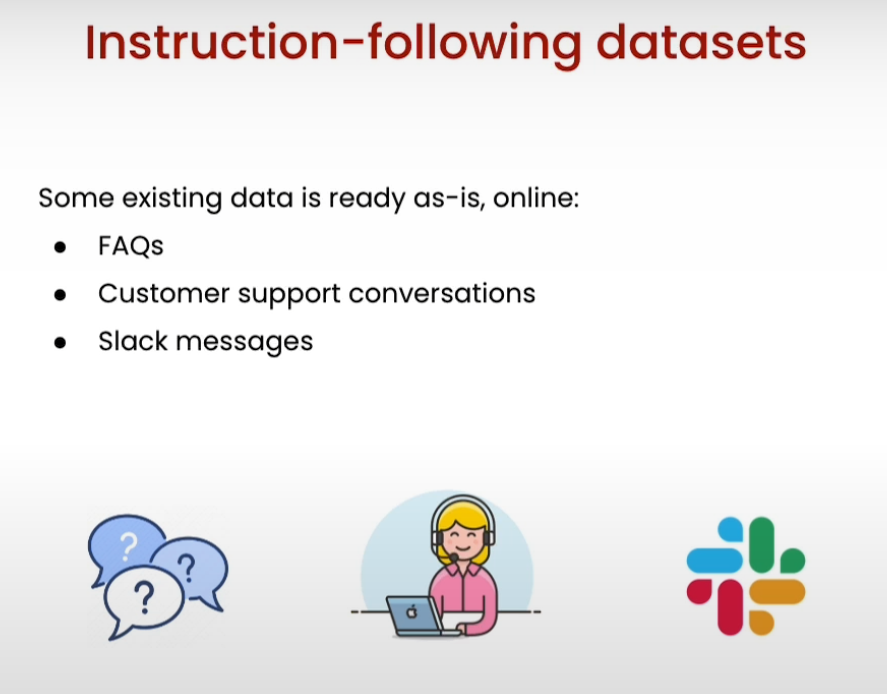 Instruction-following datasets
Some existing data is ready as-is, online:
● FAQs
● Customer support conversations
● Slack messages
? ? ?